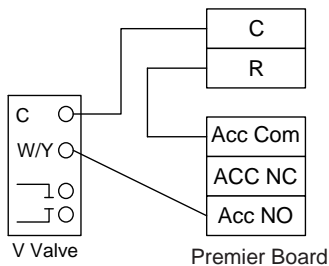 C
R
C
W/Y
Acc Com
ACC NC
Acc NO
V Valve
Premier Board